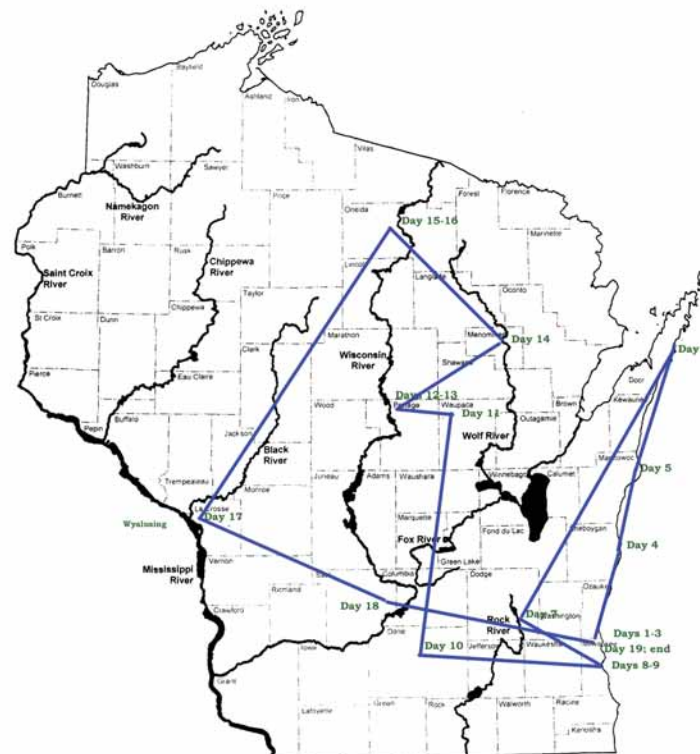 Bayfield
Douglas
Ashland
Iron
Vilas
Washburn
Sawyer
Burnett
Florence
Forest
Namekagon
River
Price
Oneida
Day 15-16
Marinette
Polk
Barron
Rusk
Chippewa
River
Lincoln
Saint Croix
River
Langlade
Taylor
Oconto
Chippewa
St Croix
Dunn
Marathon
Menominee
Day 14
Clark
Wisconsin
River
Shawano
Day
Pierce
Eau Claire
Door
Days 12-13
Kewaunee
Pepin
Buffalo
Wood
Portage
Waupaca
Day 11
Brown
Outagamie
Jackson
Wolf River
Black
River
Trempealeau
Manitowoc
Day 5
Juneau
Adams
Waushara
Winnebago
Calumet
Monroe
La Crosse
Day 17
Wyalusing
Marquette
Fox River
Fond du Lac
Sheboygan
Day 4
Vernon
Green Lake
Mississippi
River
Columbia
Dodge
Richland
Ozaukee
Crawford
Day 18
Rock
River
Day 7
Washington
Dane
Days 1-3
Iowa
Day 10
Jefferson
Waukesha
Milwaukee
Day 19; end
Days 8-9
Grant
Lafayette
Green
Rock
Walworth
Racine
Kenosha